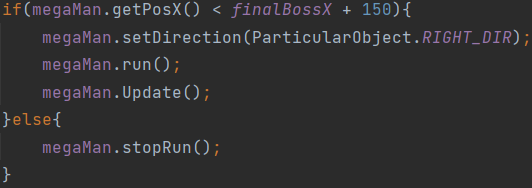 if(megaMan.getPosX() < finalBossX + 150){
    megaMan.setDirection(ParticularObject.RIGHT_DIR);
    megaMan.run();
    megaMan.Update();
}else{
    megaMan.stopRun();
}